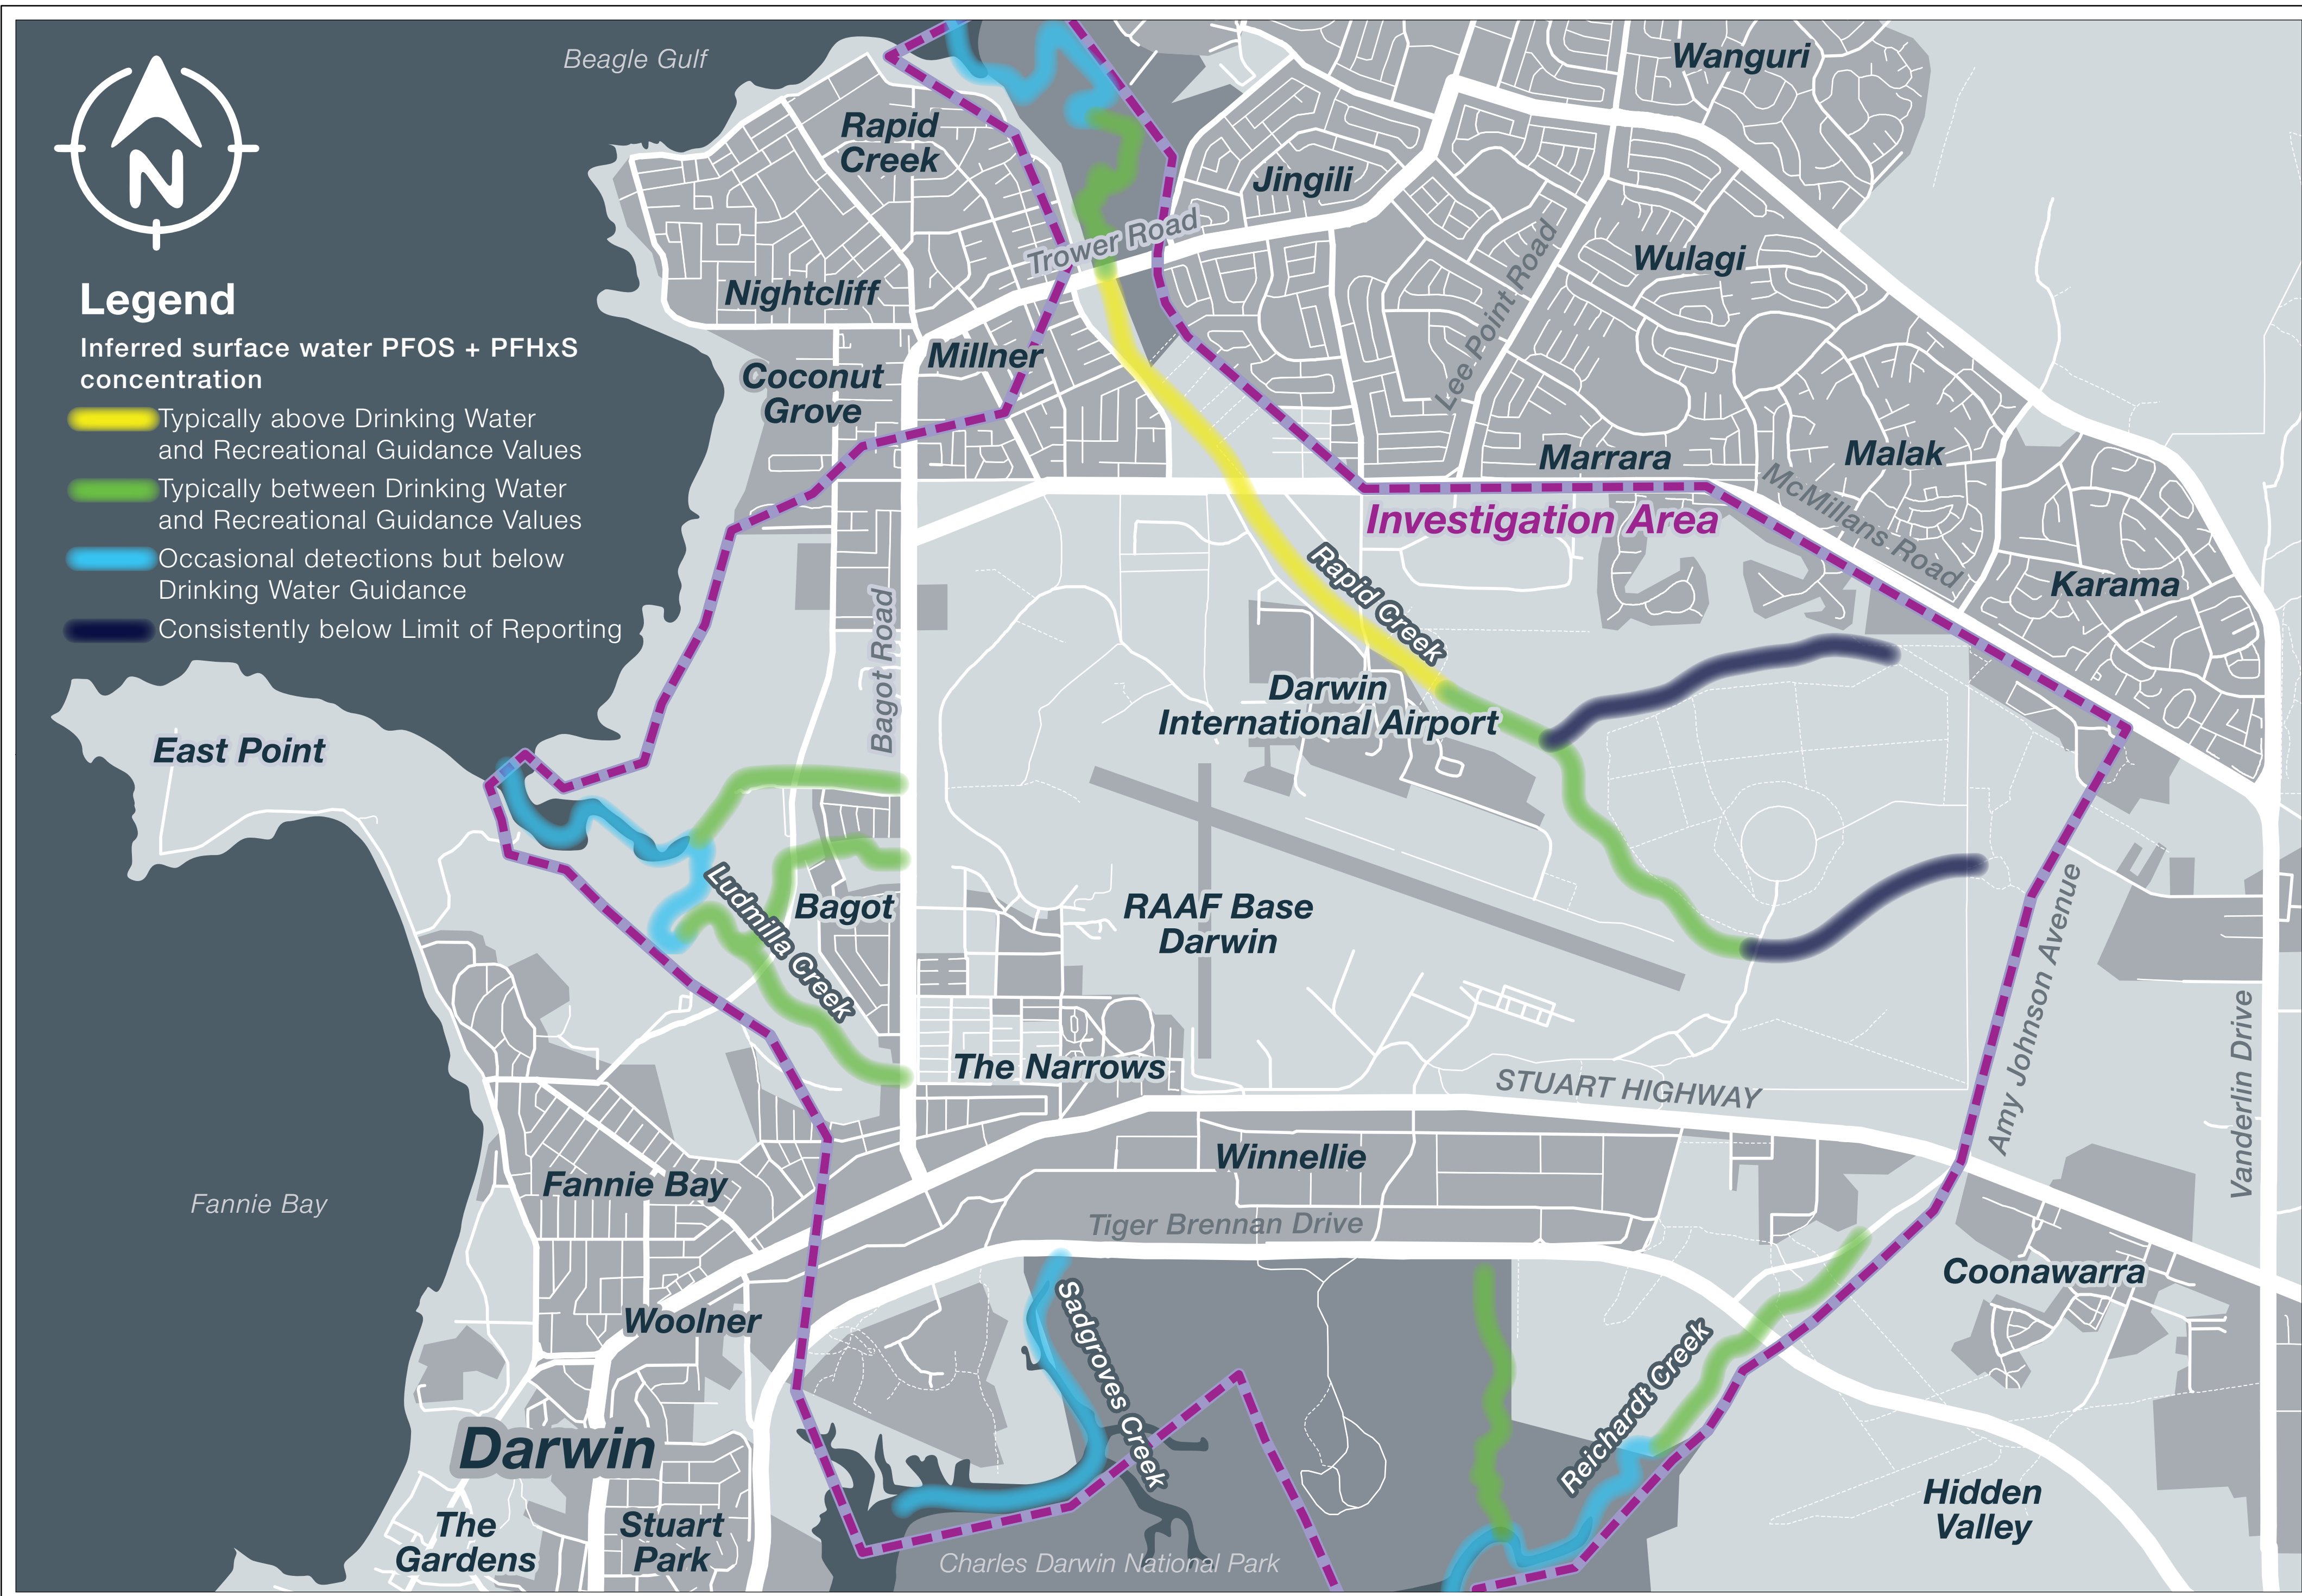 Beagle Gulf
Wanguri
N
Rapid
Creek
Jingili
Trower Road
Lee Point Road
Wulagi
Legend
Inferred surface water PFOS + PFHxS
concentration
Typically above Drinking Water
and Recreational Guidance Values
Typically between Drinking Water
and Recreational Guidance Values
Occasional detections but below
Drinking Water Guidance
Consistently below Limit of Reporting
Nightcliff
Millner
Coconut
Grove
Marrara
Malak
McMillans Road
Investigation Area
Karama
Rapid Creek
Bagot Road
Darwin
International Airport
East Point
Ludmilla Creek
Bagot
RAAF Base
Darwin
Amy Johnson Avenue
Vanderlin Drive
The Narrows
STUART HIGHWAY
Winnellie
Fannie Bay
Fannie Bay
Tiger Brennan Drive
Coonawarra
Woolner
Sadgroves Creek
Reichardt Creek
Darwin
Hidden
Valley
The
Gardens
Stuart
Park
Charles Darwin National Park